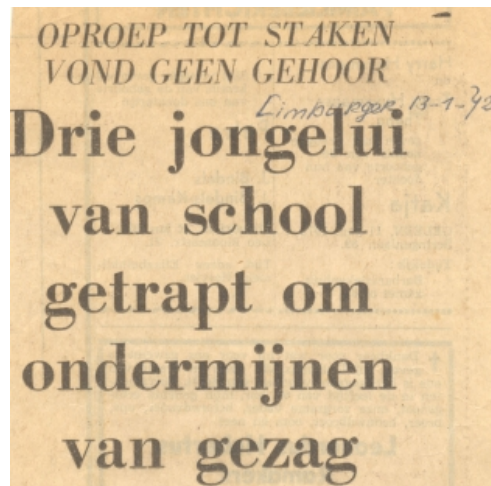 OPROEP TOT STAKEN
VOND GEEN GEHOOR
Limburger 13-1-'72
Drie jongelui
van school
getrapt om
ondermijnen
van gezag